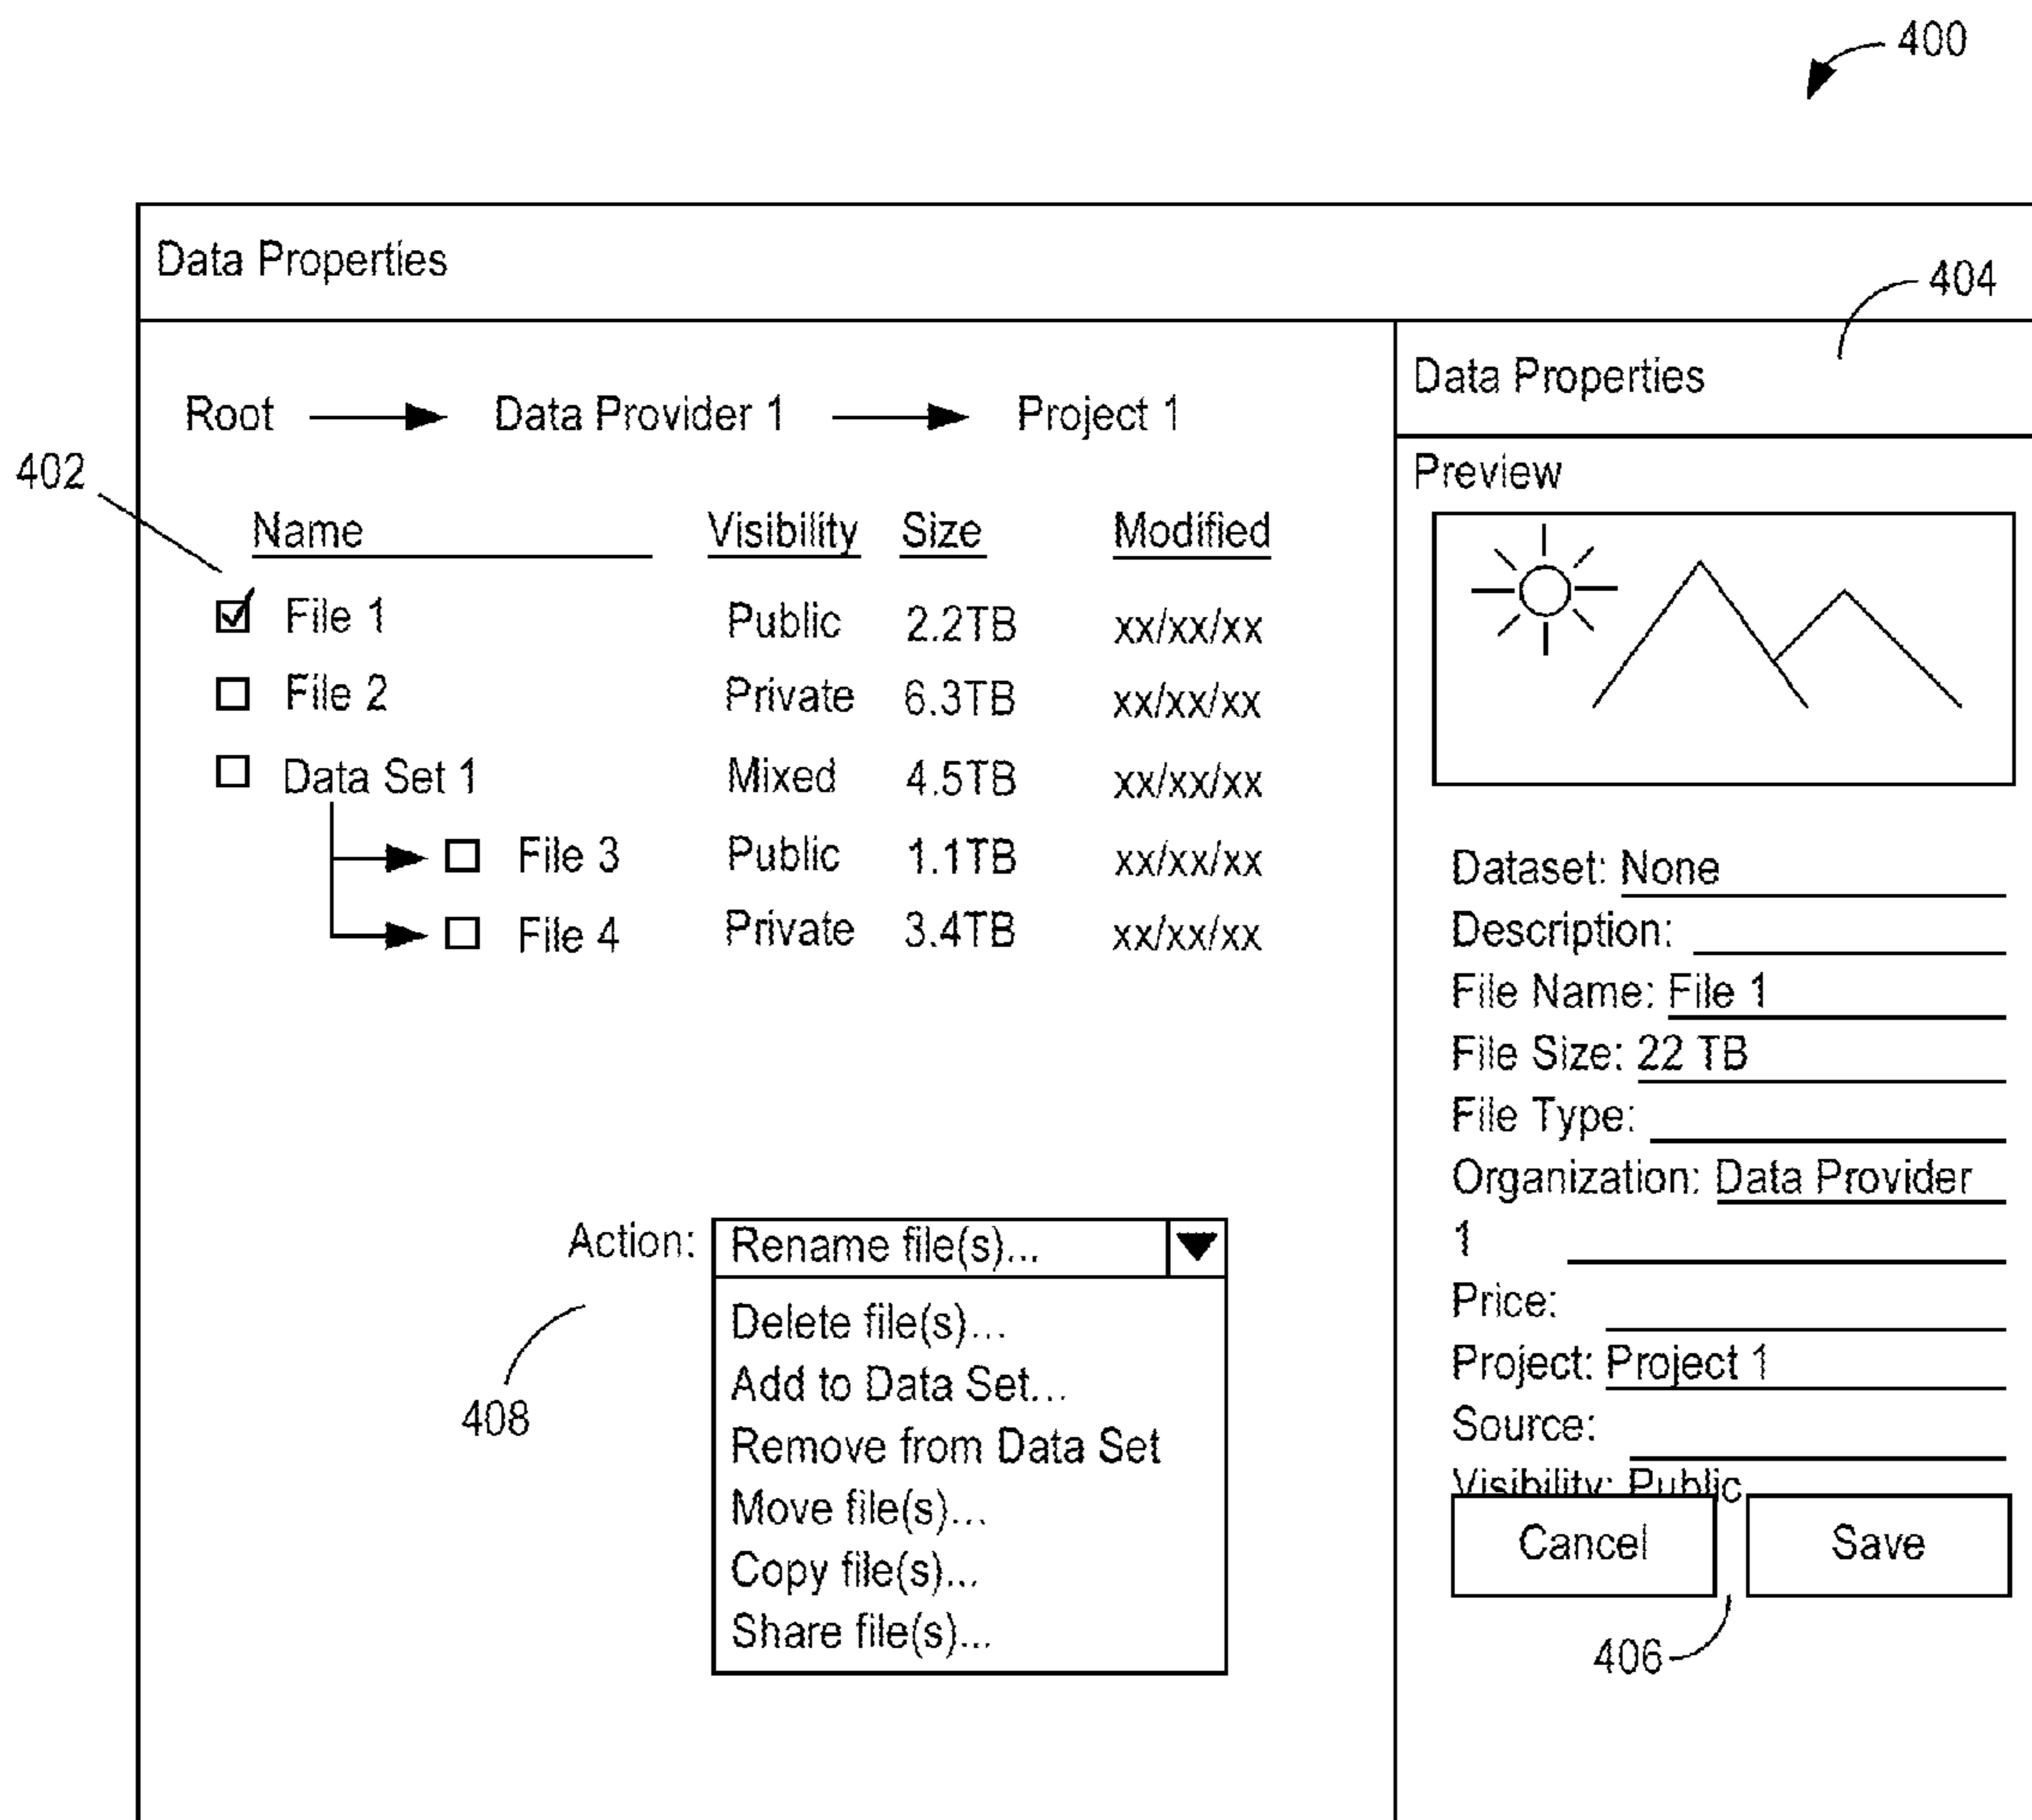 400
Data Properties
404
Root Data Provider 1 Project 1
402
Name Visibility Size Modified
File 1 Public 2.2TB xx/xx/xx
File 2 Private 6.3TB xx/xx/xx
Data Set 1 Mixed 4.5TB xx/xx/xx
File 3 Public 1.1TB xx/xx/xx
File 4 Private 3.4TB xx/xx/xx
Action: Rename file(s)...
Delete file(s)...
Add to Data Set...
Remove from Data Set
Move file(s)...
Copy file(s)...
Share file(s)...
408
Data Properties
Preview
Dataset: None
Description:
File Name: File 1
File Size: 22 TB
File Type:
Organization: Data Provider
1
Price:
Project: Project 1
Source:
Visibility: Public
Cancel Save
406